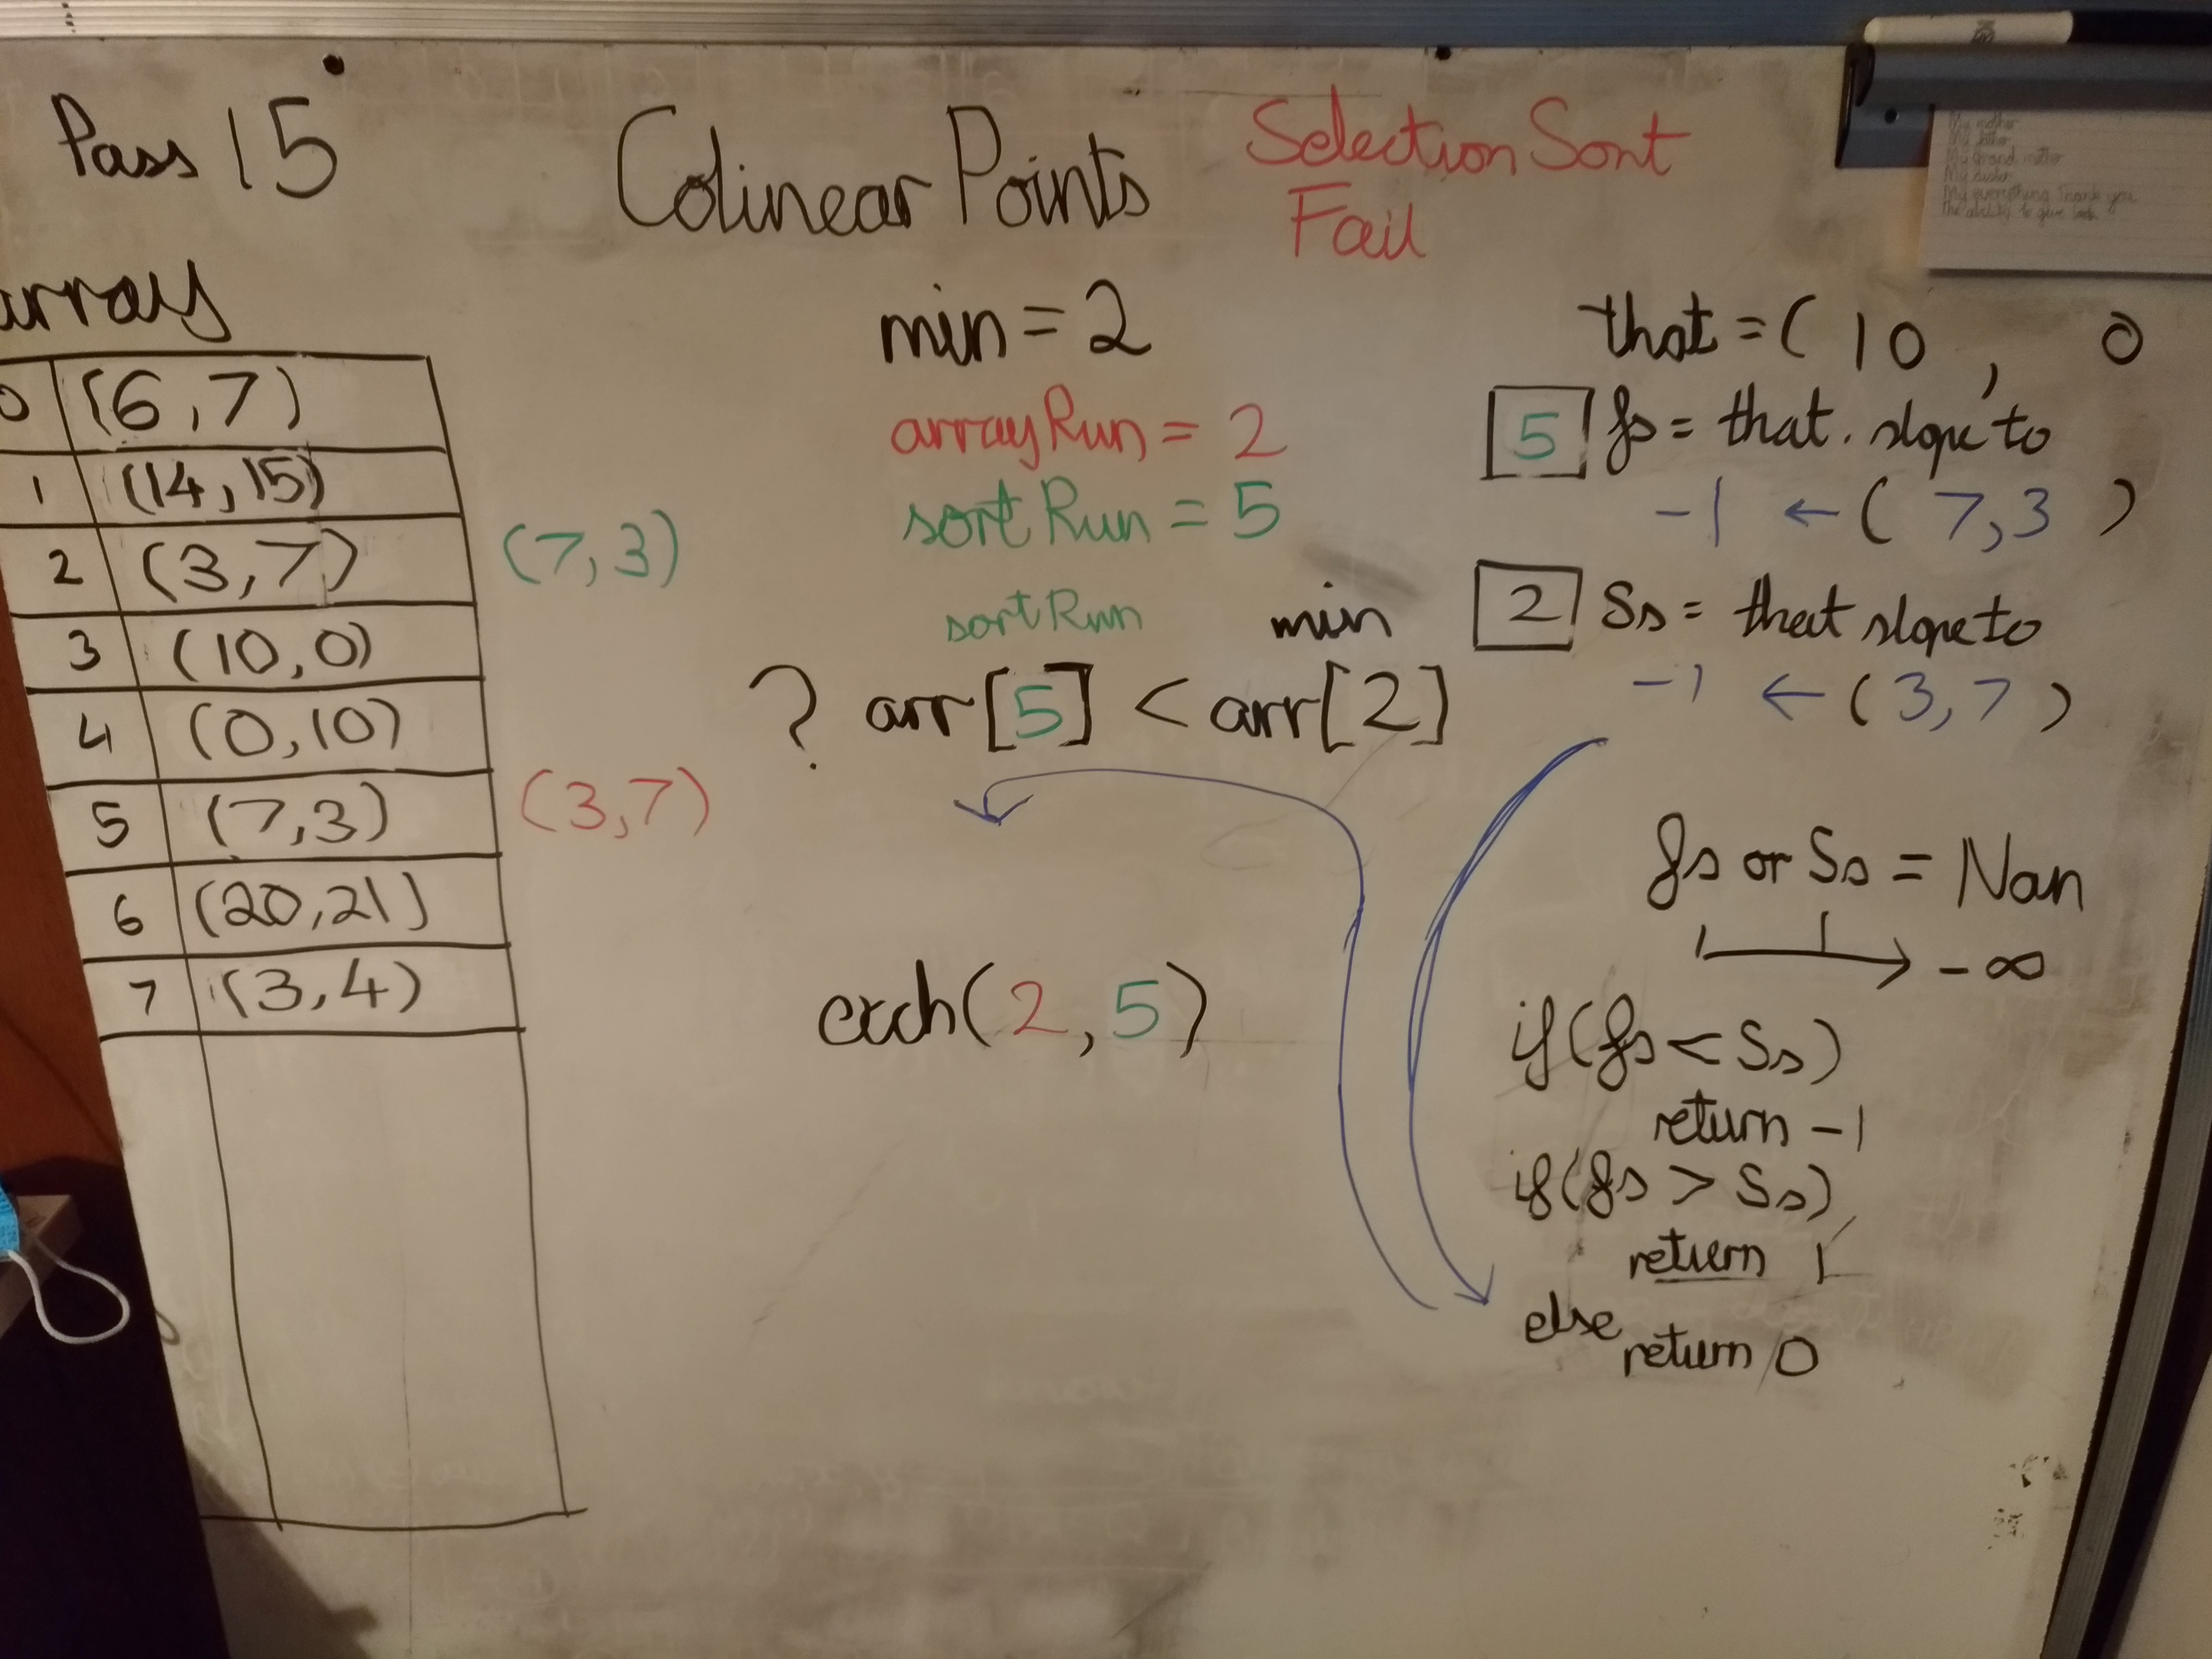 Pass 15
Colinear Points
Selection Sort
Fail
array
0 (6,7)
1 (14,15)
2 (3,7) (7,3)
3 (10,0)
4 (0,10)
5 (7,3) (3,7)
6 (20,21)
7 (3,4)
min = 2
arrayRun = 2
sortRun = 5
sortRun min
? arr[5] < arr[2]
exch(2,5)
that = (10, 0
5 fs = that. slope to
-1 ← (7,3)
2 Ss = that slope to
-1 ← (3,7)
fs or Ss = Nan
→ -∞
if(fs < Ss)
return -1
if(fs > Ss)
return 1
else
return 0
My mother
My father
My Grand mother
My sister
My everything Thank you
the ability to give back